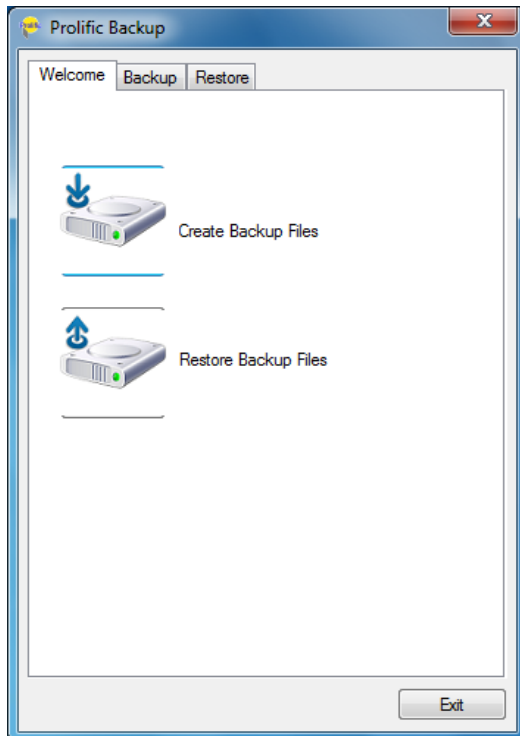 Prolific Backup
Welcome Backup Restore
Create Backup Files
Restore Backup Files
Exit